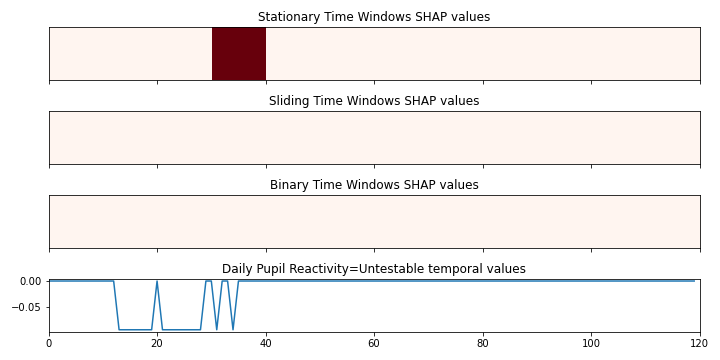 Stationary Time Windows SHAP values
Sliding Time Windows SHAP values
Binary Time Windows SHAP values
Daily Pupil Reactivity=Untestable temporal values
0.00
−0.05
0 20 40 60 80 100 120